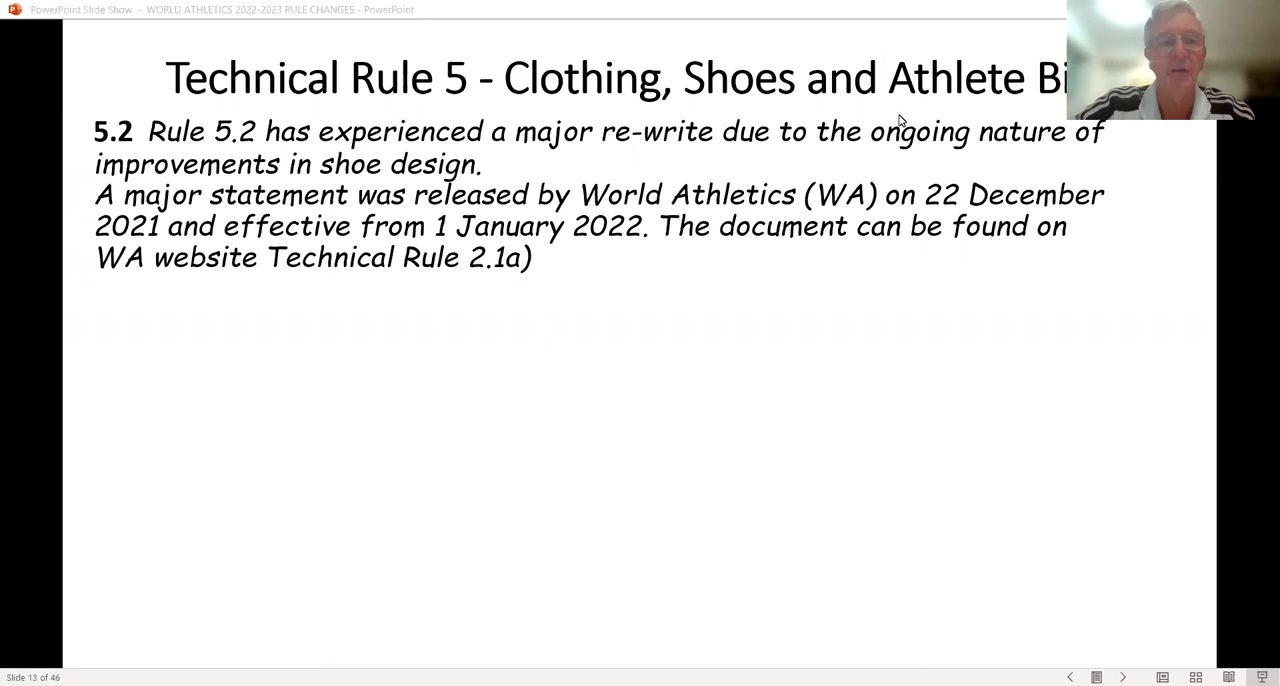 PowerPoint Slide Show - WORLD ATHLETICS 2022-2023 RULE CHANGES - PowerPoint
Technical Rule 5 - Clothing, Shoes and Athlete
5.2 Rule 5.2 has experienced a major re-write due to the ongoing nature of
improvements in shoe design.
A major statement was released by World Athletics (WA) on 22 December
2021 and effective from 1 January 2022. The document can be found on
WA website Technical Rule 2.1a)
Slide 13 of 46